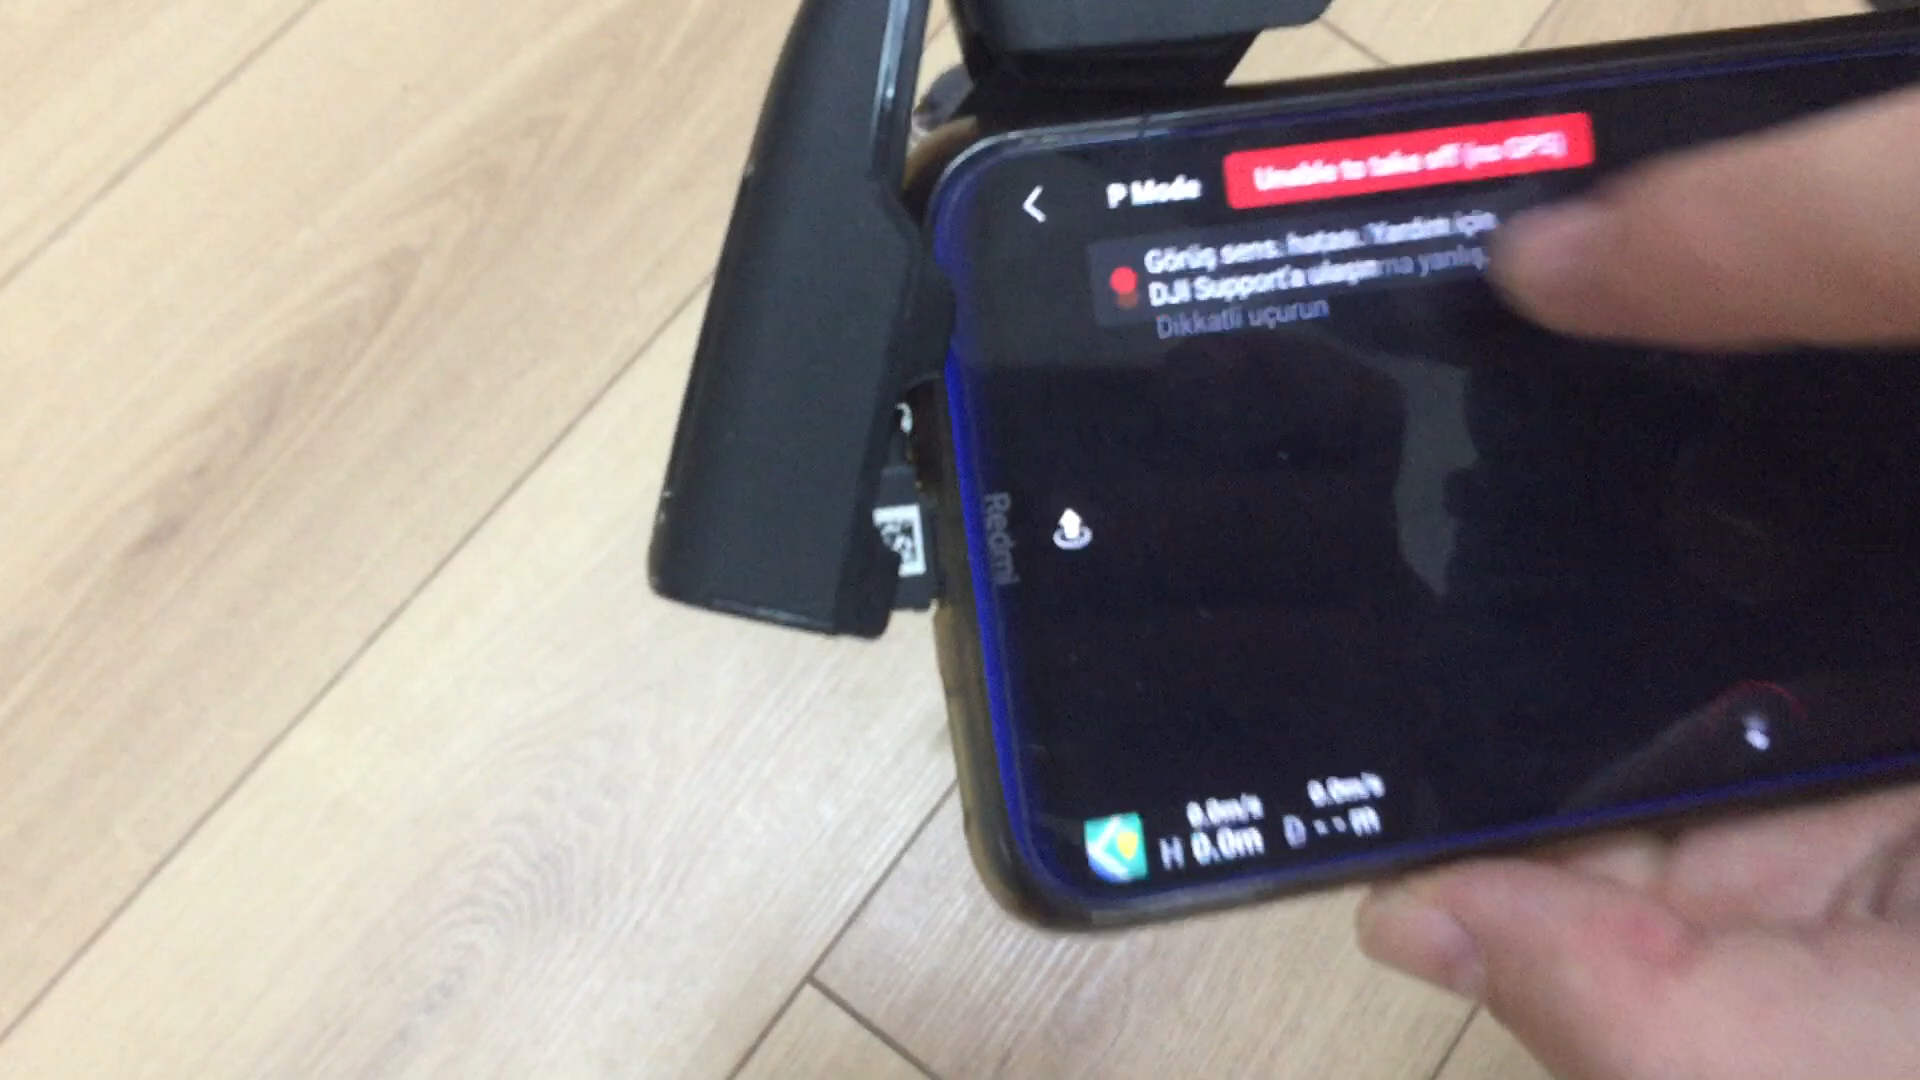 P Mode
Unable to take off (no GPS)
Görüş sens. hatası. Yardım için
DJI Support'a ulaşın
yanlış.
Dikkatli uçurun
Redmi
0.0m/s 0.0m/s
H 0.0m D --m